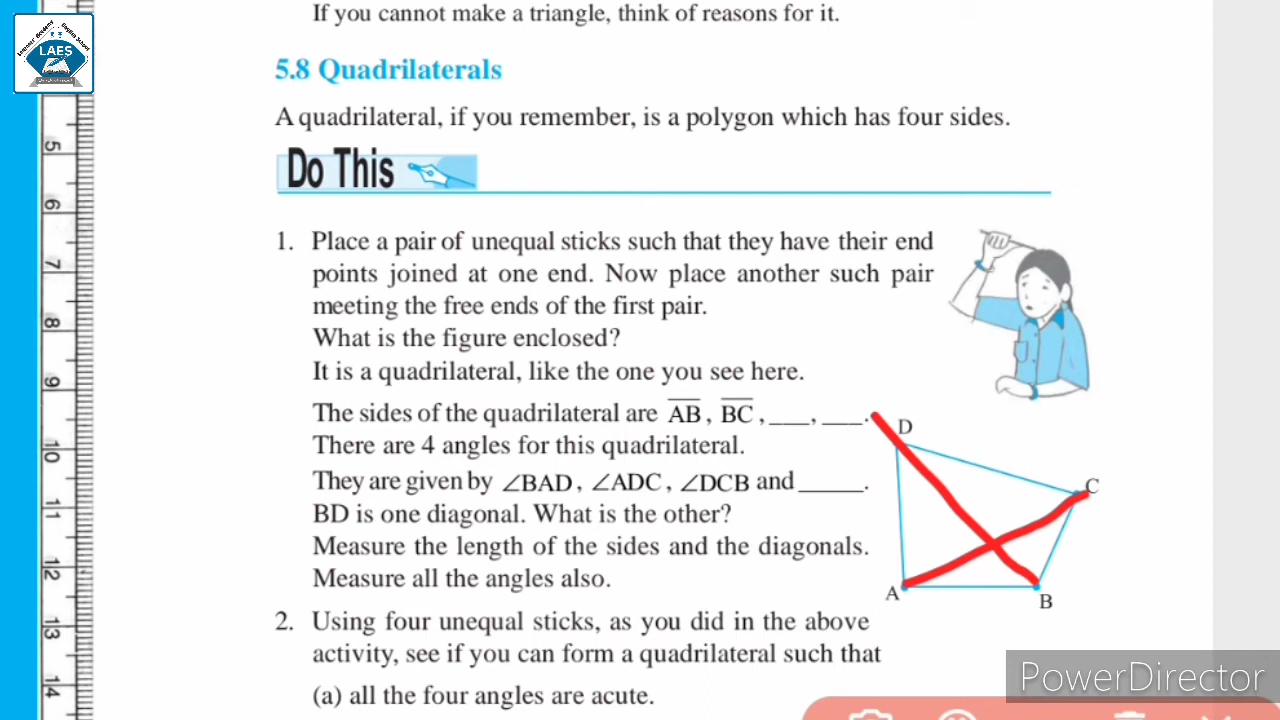 If you cannot make a triangle, think of reasons for it.
LAES
5.8 Quadrilaterals
A quadrilateral, if you remember, is a polygon which has four sides.
Do This
1. Place a pair of unequal sticks such that they have their end
points joined at one end. Now place another such pair
meeting the free ends of the first pair.
What is the figure enclosed?
It is a quadrilateral, like the one you see here.
The sides of the quadrilateral are AB, BC, ___, ___.
There are 4 angles for this quadrilateral.
They are given by ∠BAD, ∠ADC, ∠DCB and _____.
BD is one diagonal. What is the other?
Measure the length of the sides and the diagonals.
Measure all the angles also.
D
C
A
B
2. Using four unequal sticks, as you did in the above
activity, see if you can form a quadrilateral such that
(a) all the four angles are acute.
5
6
7
8
9
10
11
12
13
14
PowerDirector